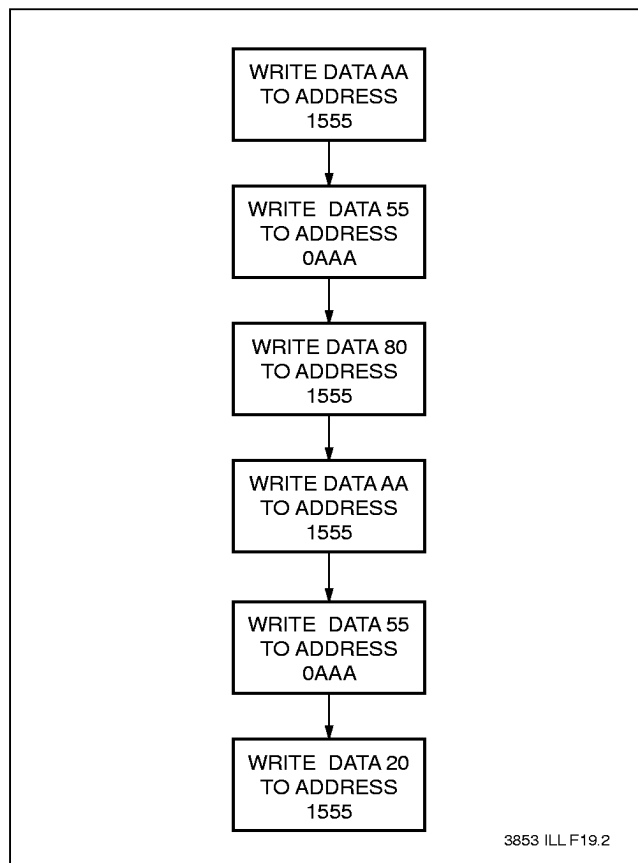 WRITE DATA AA
TO ADDRESS
1555
WRITE DATA 55
TO ADDRESS
0AAA
WRITE DATA 80
TO ADDRESS
1555
WRITE DATA AA
TO ADDRESS
1555
WRITE DATA 55
TO ADDRESS
0AAA
WRITE DATA 20
TO ADDRESS
1555
3853 ILL F19.2